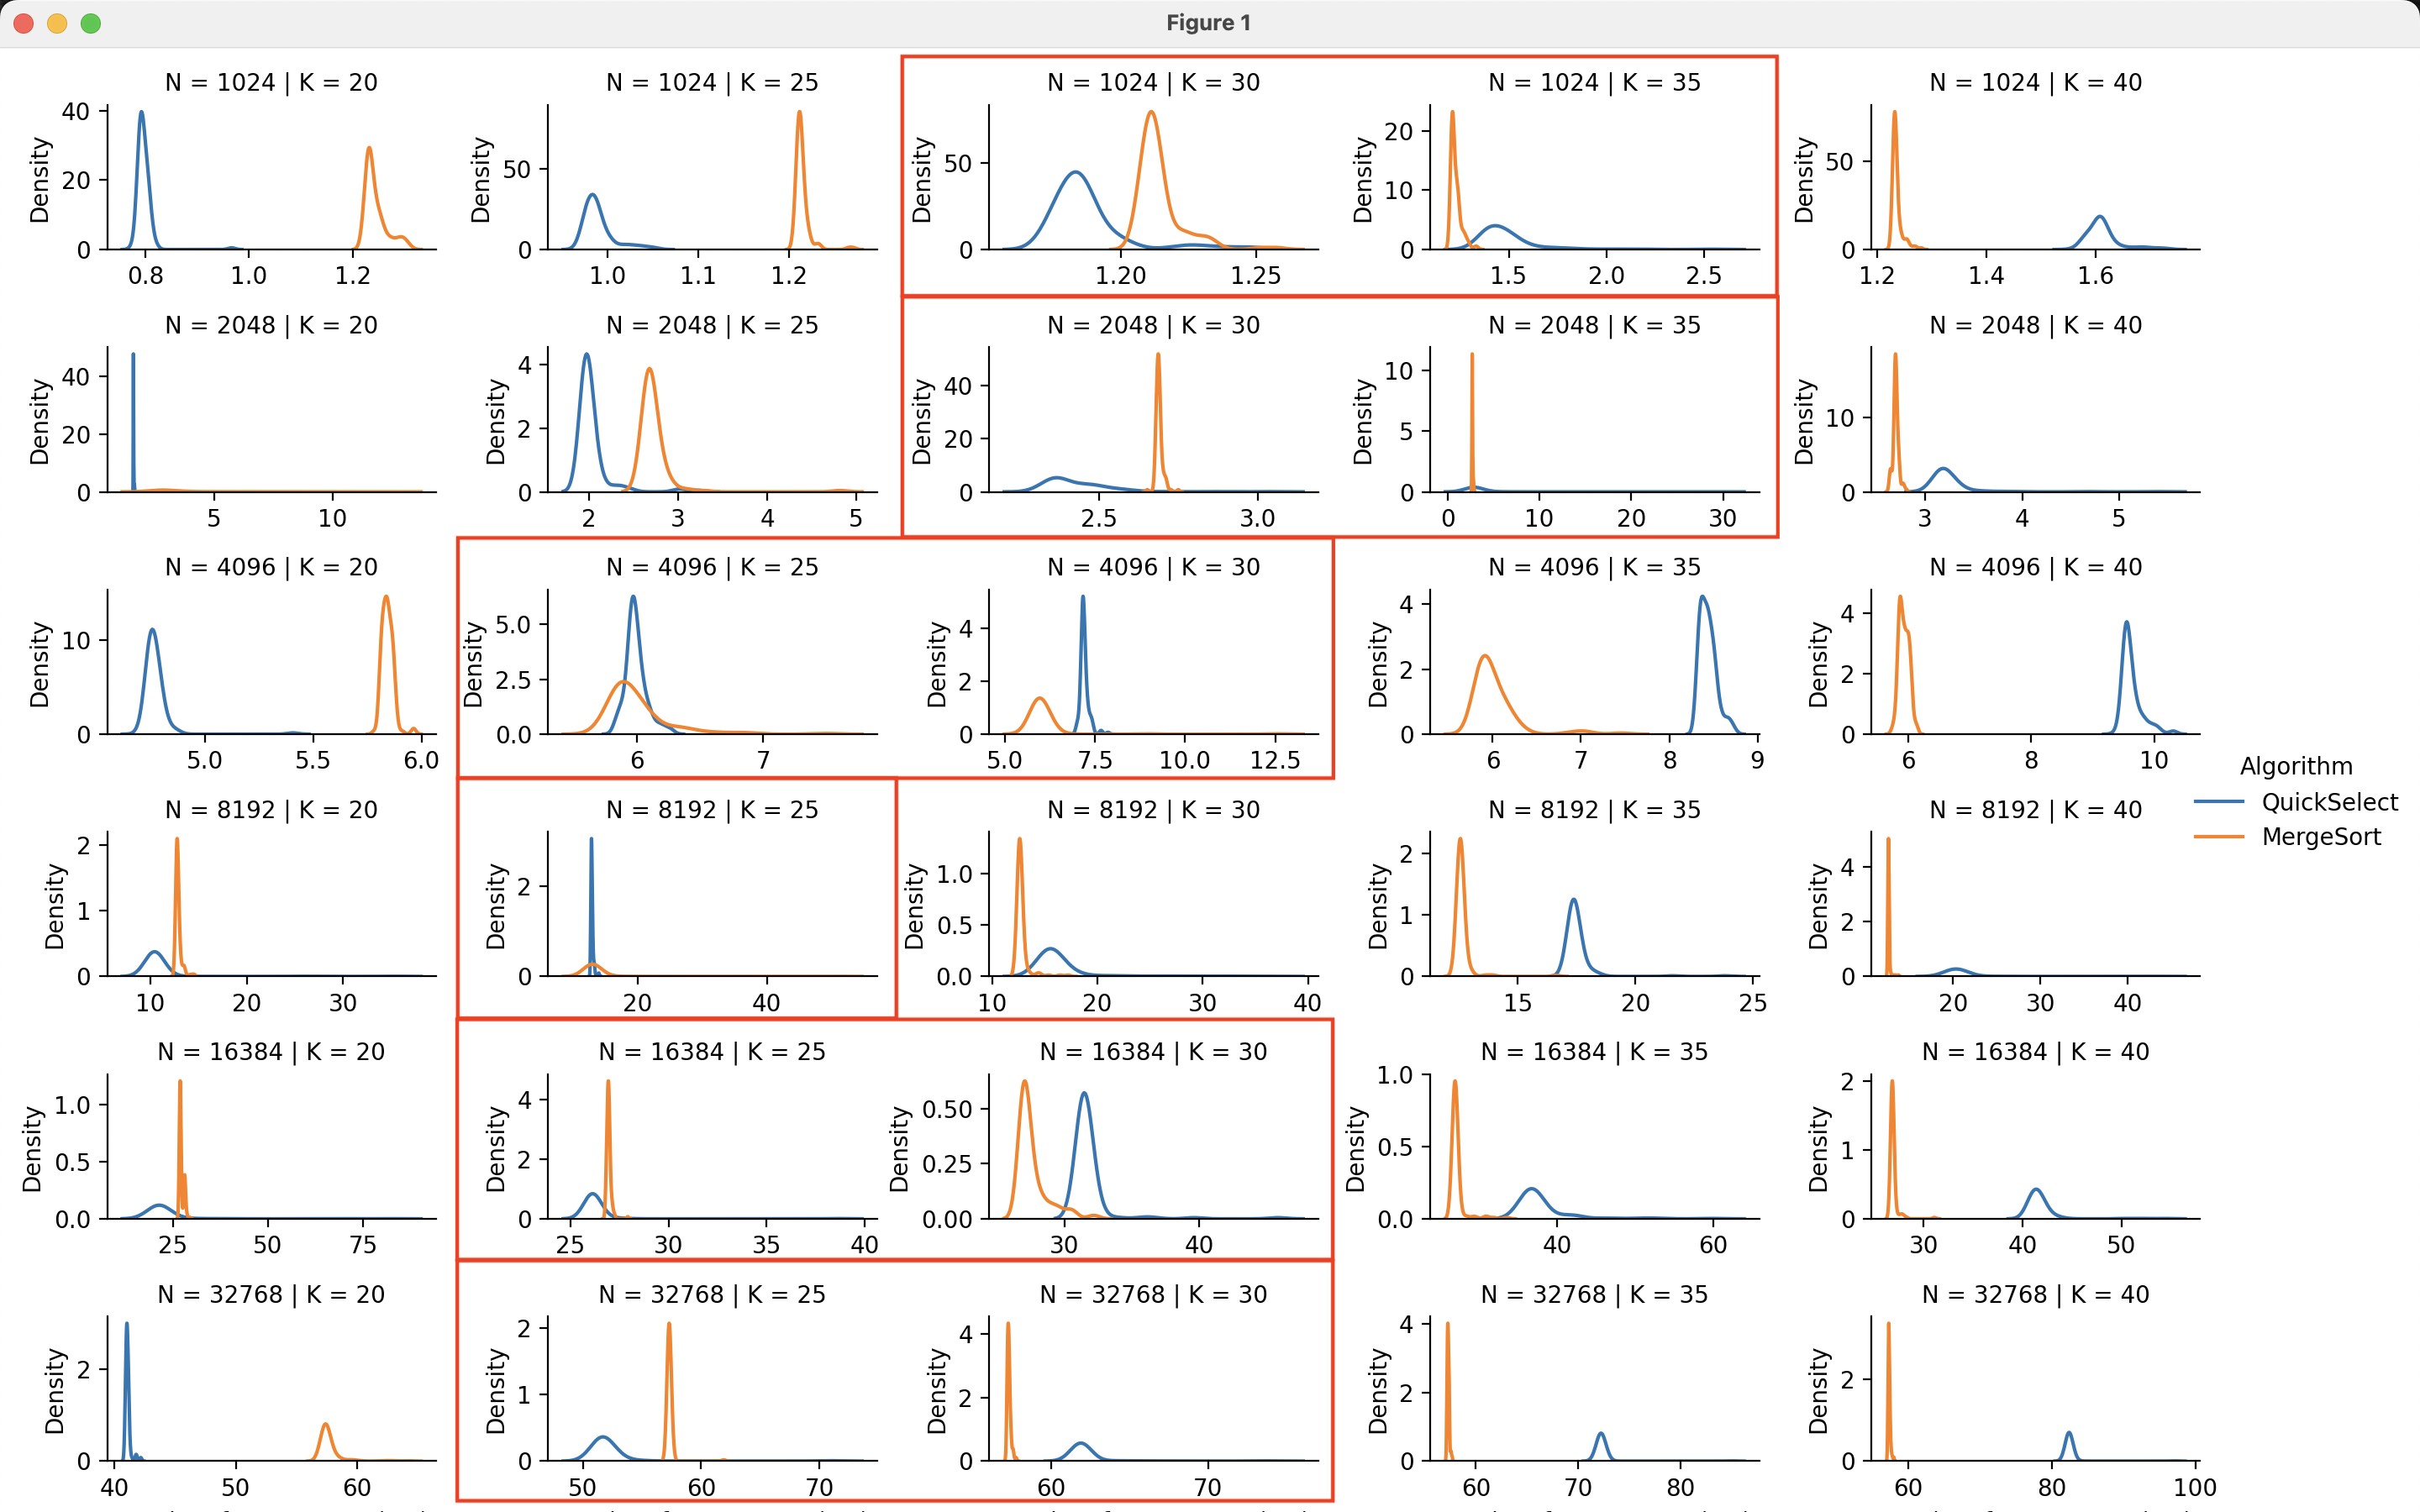 Figure 1
N = 1024 | K = 20
N = 1024 | K = 25
N = 1024 | K = 30
N = 1024 | K = 35
N = 1024 | K = 40
Density
40
20
0
0.8 1.0 1.2
Density
50
0
1.0 1.1 1.2
Density
50
0
1.20 1.25
Density
20
10
0
1.5 2.0 2.5
Density
50
0
1.2 1.4 1.6
N = 2048 | K = 20
N = 2048 | K = 25
N = 2048 | K = 30
N = 2048 | K = 35
N = 2048 | K = 40
Density
40
20
0
5 10
Density
4
2
0
2 3 4 5
Density
40
20
0
2.5 3.0
Density
10
5
0
0 10 20 30
Density
10
0
3 4 5
N = 4096 | K = 20
N = 4096 | K = 25
N = 4096 | K = 30
N = 4096 | K = 35
N = 4096 | K = 40
Density
10
0
5.0 5.5 6.0
Density
5.0
2.5
0.0
6 7
Density
4
2
0
5.0 7.5 10.0 12.5
Density
4
2
0
6 7 8 9
Density
4
2
0
6 8 10
Algorithm
QuickSelect
MergeSort
N = 8192 | K = 20
N = 8192 | K = 25
N = 8192 | K = 30
N = 8192 | K = 35
N = 8192 | K = 40
Density
2
1
0
10 20 30
Density
2
0
20 40
Density
1.0
0.5
0.0
10 20 30 40
Density
2
1
0
15 20 25
Density
4
2
0
20 30 40
N = 16384 | K = 20
N = 16384 | K = 25
N = 16384 | K = 30
N = 16384 | K = 35
N = 16384 | K = 40
Density
1.0
0.5
0.0
25 50 75
Density
4
2
0
25 30 35 40
Density
0.50
0.25
0.00
30 40
Density
1.0
0.5
0.0
40 60
Density
2
1
0
30 40 50
N = 32768 | K = 20
N = 32768 | K = 25
N = 32768 | K = 30
N = 32768 | K = 35
N = 32768 | K = 40
Density
2
0
40 50 60
Density
2
1
0
50 60 70
Density
4
2
0
60 70
Density
4
2
0
60 70 80
Density
2
0
60 80 100